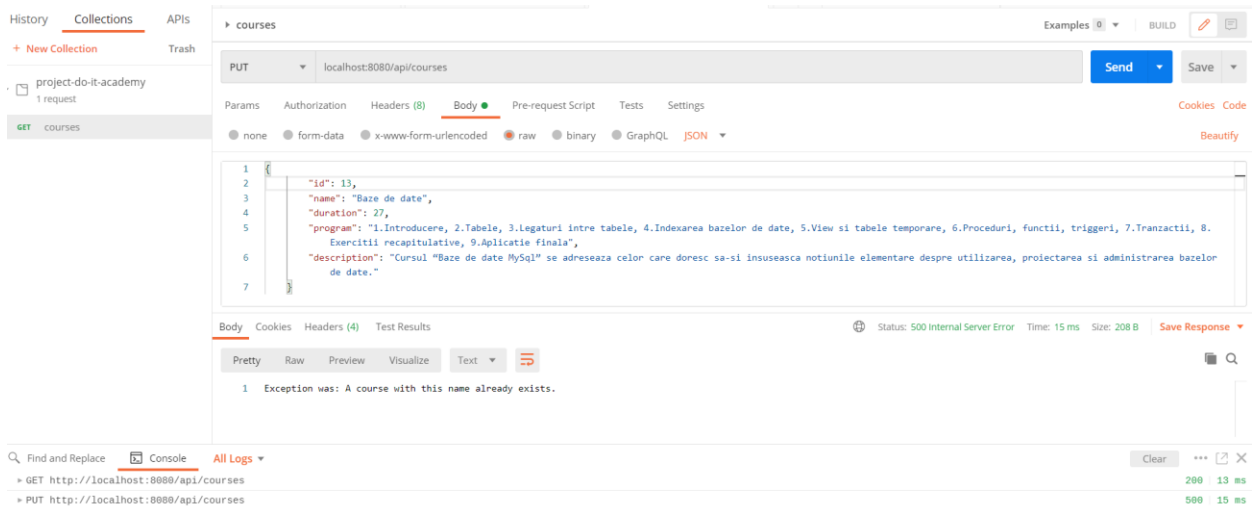 History Collections APIs
+ New Collection Trash
project-do-it-academy
1 request
GET courses
courses Examples 0 BUILD
PUT localhost:8080/api/courses Send Save
Params Authorization Headers (8) Body Pre-request Script Tests Settings Cookies Code
none form-data x-www-form-urlencoded raw binary GraphQL JSON Beautify
1 {
2 "id": 13,
3 "name": "Baze de date",
4 "duration": 27,
5 "program": "1.Introducere, 2.Tabele, 3.Legaturi intre tabele, 4.Indexarea bazelor de date, 5.View si tabele temporare, 6.Proceduri, functii, triggeri, 7.Tranzactii, 8.
Exercitii recapitulative, 9.Aplicatie finala",
6 "description": "Cursul “Baze de date MySql” se adreseaza celor care doresc sa-si insuseasca notiunile elementare despre utilizarea, proiectarea si administrarea bazelor
de date."
7 }
Body Cookies Headers (4) Test Results Status: 500 Internal Server Error Time: 15 ms Size: 208 B Save Response
Pretty Raw Preview Visualize Text
1 Exception was: A course with this name already exists.
Find and Replace Console All Logs Clear
GET http://localhost:8080/api/courses 200 13 ms
PUT http://localhost:8080/api/courses 500 15 ms